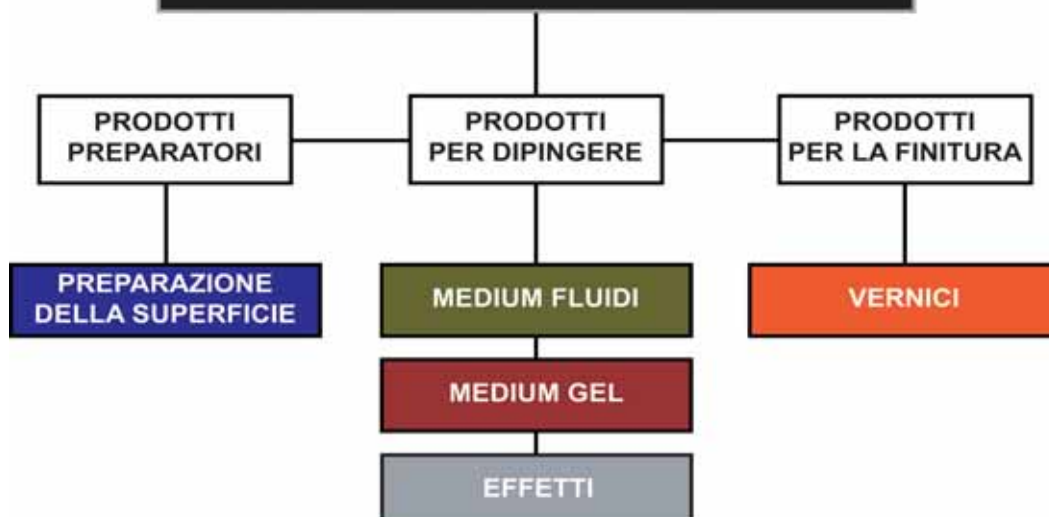 PRODOTTI
PREPARATORI
PRODOTTI
PER DIPINGERE
PRODOTTI
PER LA FINITURA
PREPARAZIONE
DELLA SUPERFICIE
MEDIUM FLUIDI
VERNICI
MEDIUM GEL
EFFETTI